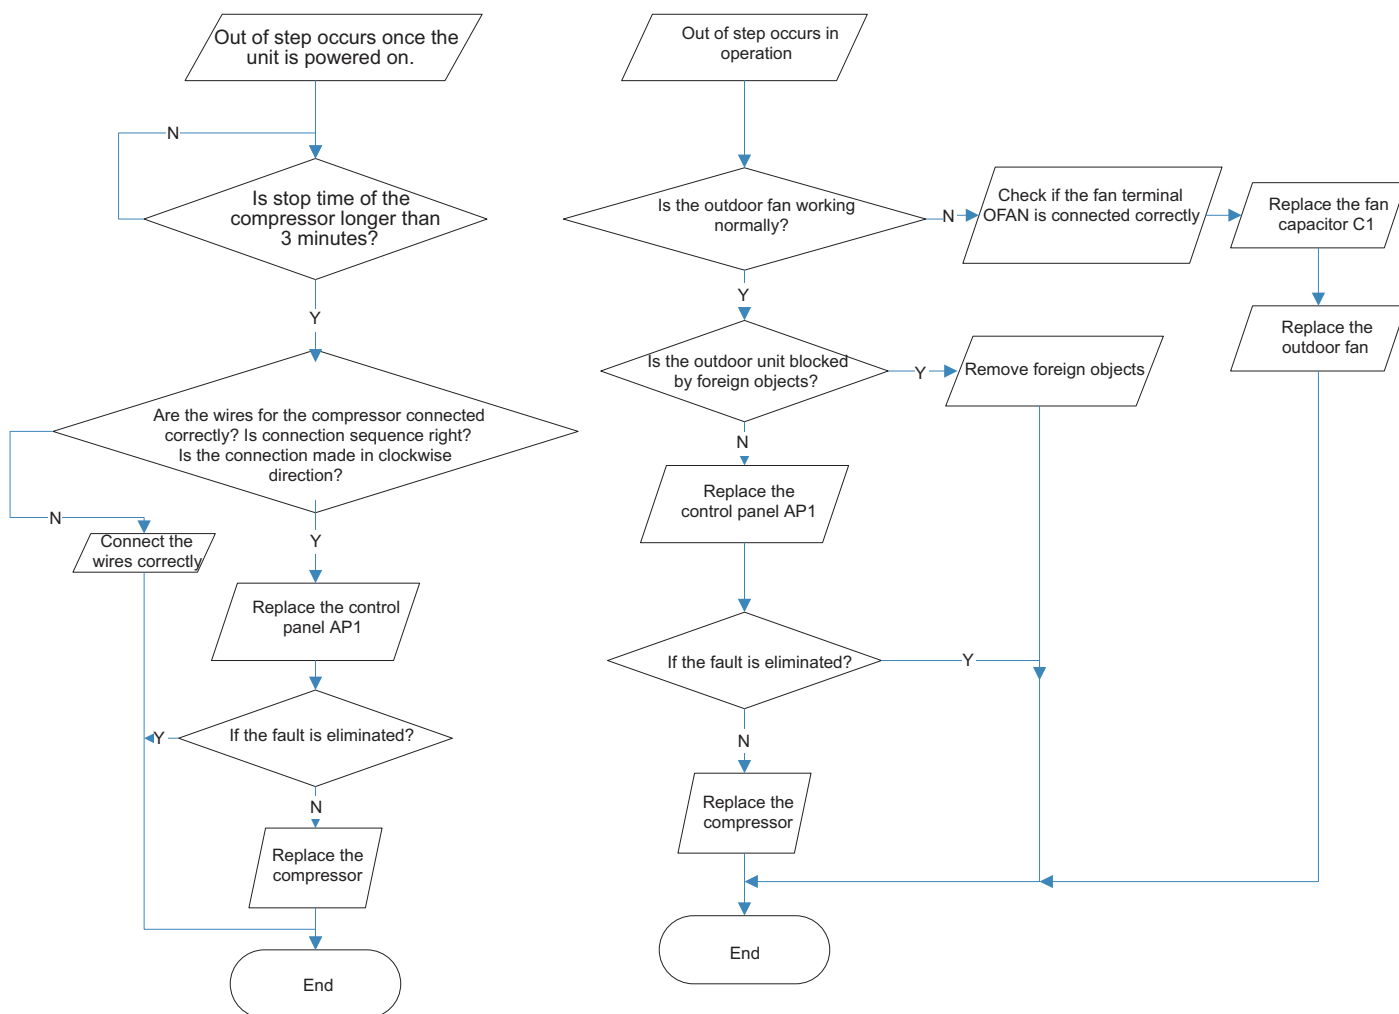 Out of step occurs once the
unit is powered on.
N
Is stop time of the
compressor longer than
3 minutes?
Y
Are the wires for the compressor connected
correctly? Is connection sequence right?
Is the connection made in clockwise
direction?
N
Connect the
wires correctly
Y
Replace the control
panel AP1
If the fault is eliminated?
Y
N
Replace the
compressor
End
Out of step occurs in
operation
Is the outdoor fan working
normally?
N
Check if the fan terminal
OFAN is connected correctly
Replace the fan
capacitor C1
Replace the
outdoor fan
Y
Is the outdoor unit blocked
by foreign objects?
Y
Remove foreign objects
N
Replace the
control panel AP1
If the fault is eliminated?
Y
N
Replace the
compressor
End